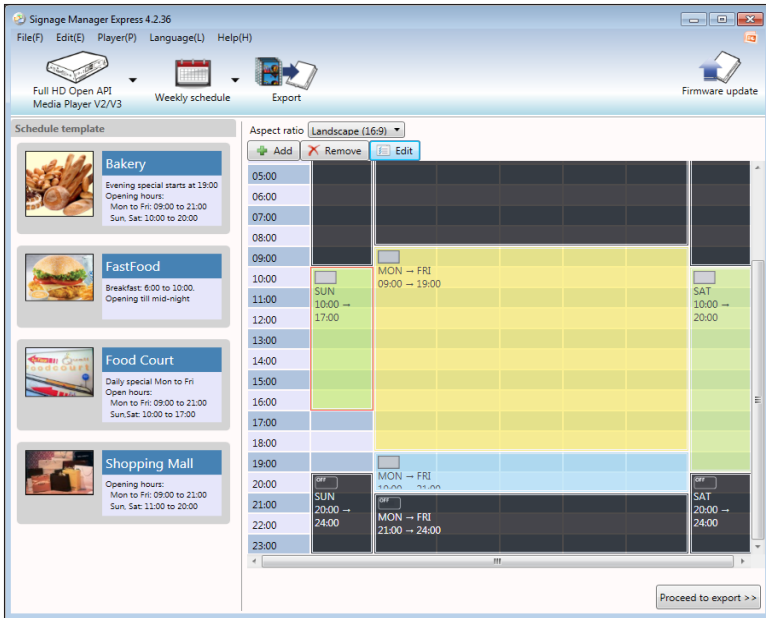 Signage Manager Express 4.2.36
File(F) Edit(E) Player(P) Language(L) Help(H)
Full HD Open API
Media Player V2/V3
Weekly schedule
Export
Firmware update
Schedule template
Bakery
Evening special starts at 19:00
Opening hours:
Mon to Fri: 09:00 to 21:00
Sun, Sat: 10:00 to 20:00
FastFood
Breakfast: 6:00 to 10:00.
Opening till mid-night
Food Court
Daily special Mon to Fri
Open hours:
Mon to Fri: 09:00 to 21:00
Sun,Sat: 10:00 to 17:00
Shopping Mall
Opening hours:
Mon to Fri: 09:00 to 21:00
Sun, Sat: 11:00 to 20:00
Aspect ratio Landscape (16:9)
Add Remove Edit
05:00
06:00
07:00
08:00
09:00
10:00
11:00
12:00
13:00
14:00
15:00
16:00
17:00
18:00
19:00
20:00
21:00
22:00
23:00
SUN
10:00 →
17:00
OFF
SUN
20:00 →
24:00
MON → FRI
09:00 → 19:00
MON → FRI
19:00 → 21:00
OFF
MON → FRI
21:00 → 24:00
SAT
10:00 →
20:00
OFF
SAT
20:00 →
24:00
Proceed to export >>